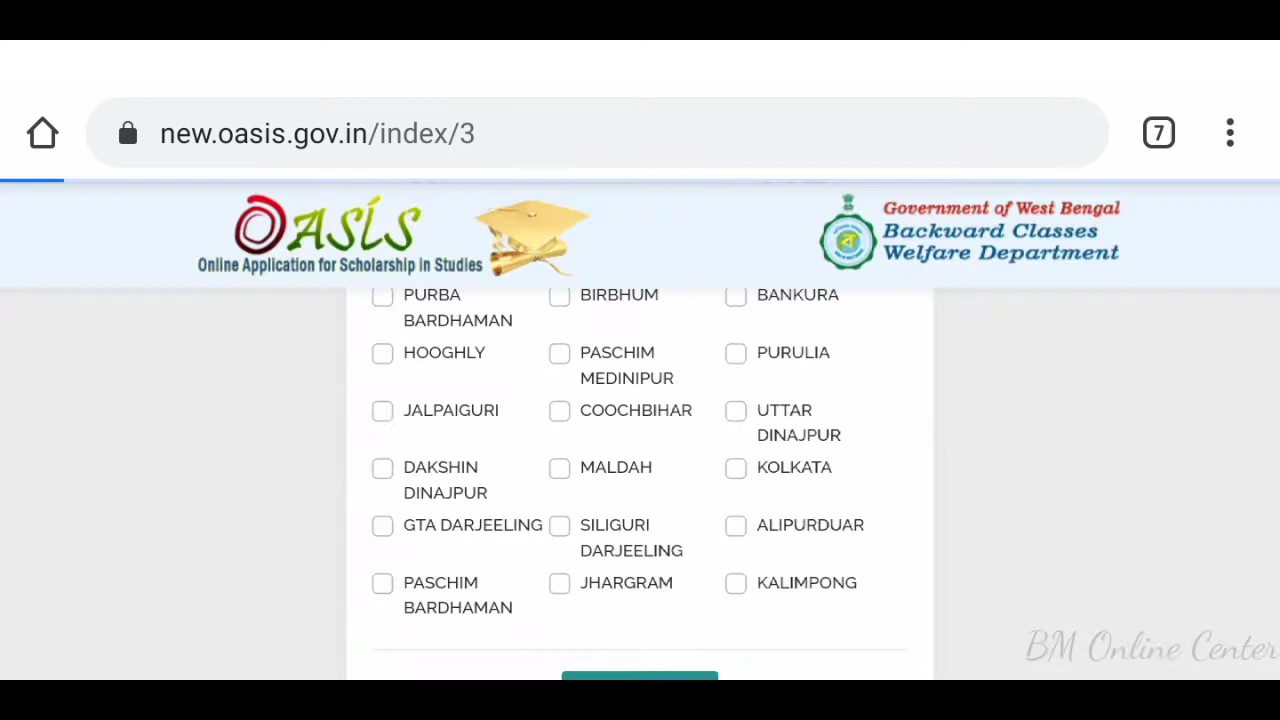 7
new.oasis.gov.in/index/3
OASIS
Online Application for Scholarship in Studies
Government of West Bengal
Backward Classes
Welfare Department
PURBA
BARDHAMAN
BIRBHUM
BANKURA
HOOGHLY
PASCHIM
MEDINIPUR
PURULIA
JALPAIGURI
COOCHBIHAR
UTTAR
DINAJPUR
DAKSHIN
DINAJPUR
MALDAH
KOLKATA
GTA DARJEELING
SILIGURI
DARJEELING
ALIPURDUAR
PASCHIM
BARDHAMAN
JHARGRAM
KALIMPONG
BM Online Center